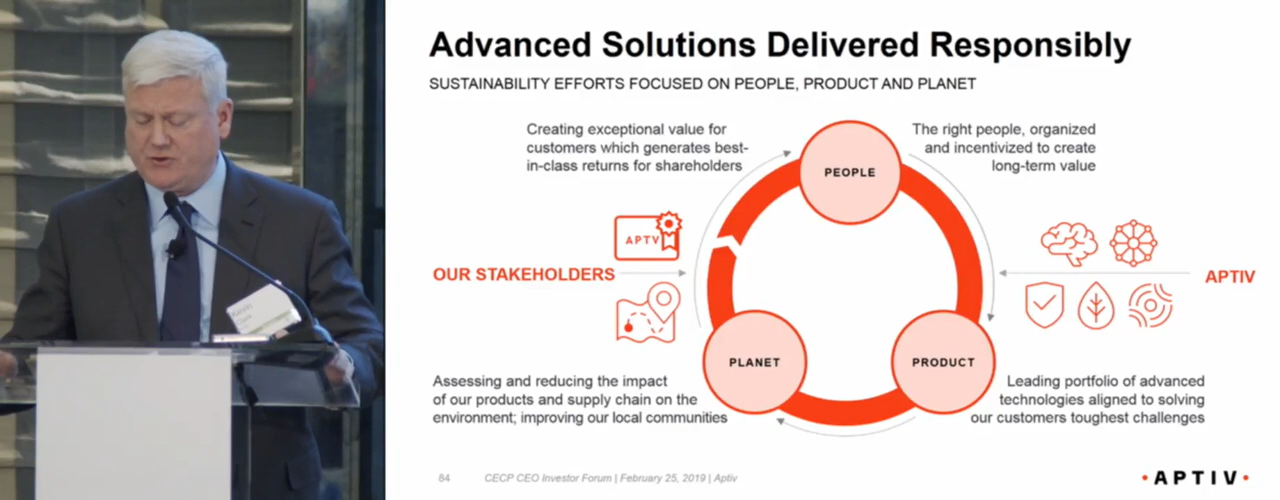 Advanced Solutions Delivered Responsibly
SUSTAINABILITY EFFORTS FOCUSED ON PEOPLE, PRODUCT AND PLANET
Creating exceptional value for
customers which generates best-
in-class returns for shareholders
The right people, organized
and incentivized to create
long-term value
PEOPLE
APTV
OUR STAKEHOLDERS
APTIV
PLANET
PRODUCT
Assessing and reducing the impact
of our products and supply chain on the
environment; improving our local communities
Leading portfolio of advanced
technologies aligned to solving
our customers toughest challenges
84
CECP CEO Investor Forum | February 25, 2019 | Aptiv
• APTIV •
Kevin